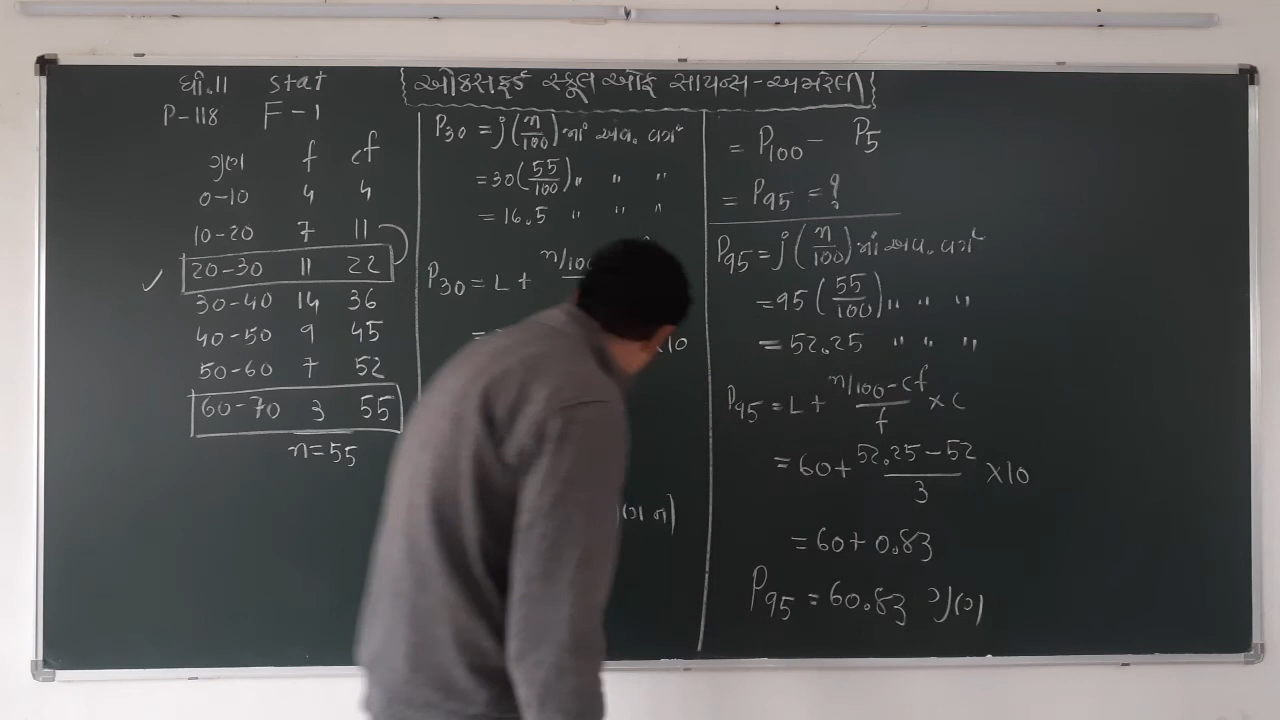 ધો.11 stat
P-118 F-1
{ઓક્સફર્ડ સ્કૂલ ઓફ સાયન્સ-અમરેલી}
ગુણ f cf
0-10 4 4
10-20 7 11
20-30 11 22
30-40 14 36
40-50 9 45
50-60 7 52
60-70 3 55
n=55
P30 = j(n/100)માં અવ. વર્ગ
=30(55/100) " " "
= 16.5 " " "
P30 = L + n/100
×10
= P100 - P5
= P95 = ?
P95 = j(n/100)માં અવ. વર્ગ
=95(55/100) " " "
= 52.25 " " "
P95 = L + n/100-cf/f × c
= 60+ 52.25-52/3 ×10
= 60+ 0.83
P95 = 60.83 ગુણ